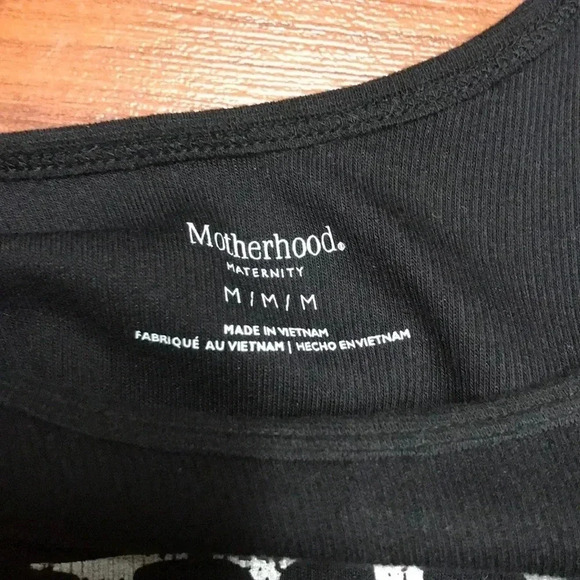 Motherhood®
MATERNITY
M / M / M
MADE IN VIETNAM
FABRIQUÉ AU VIETNAM | HECHO EN VIETNAM